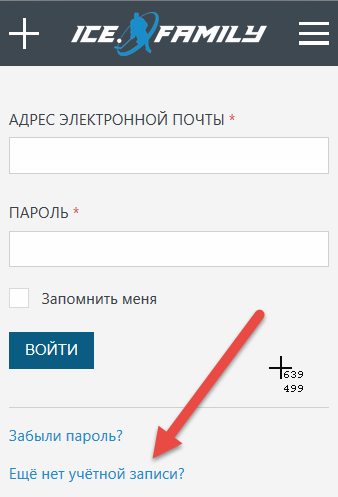 ICE.FAMILY
АДРЕС ЭЛЕКТРОННОЙ ПОЧТЫ *
ПАРОЛЬ *
Запомнить меня
ВОЙТИ
639
499
Забыли пароль?
Ещё нет учётной записи?